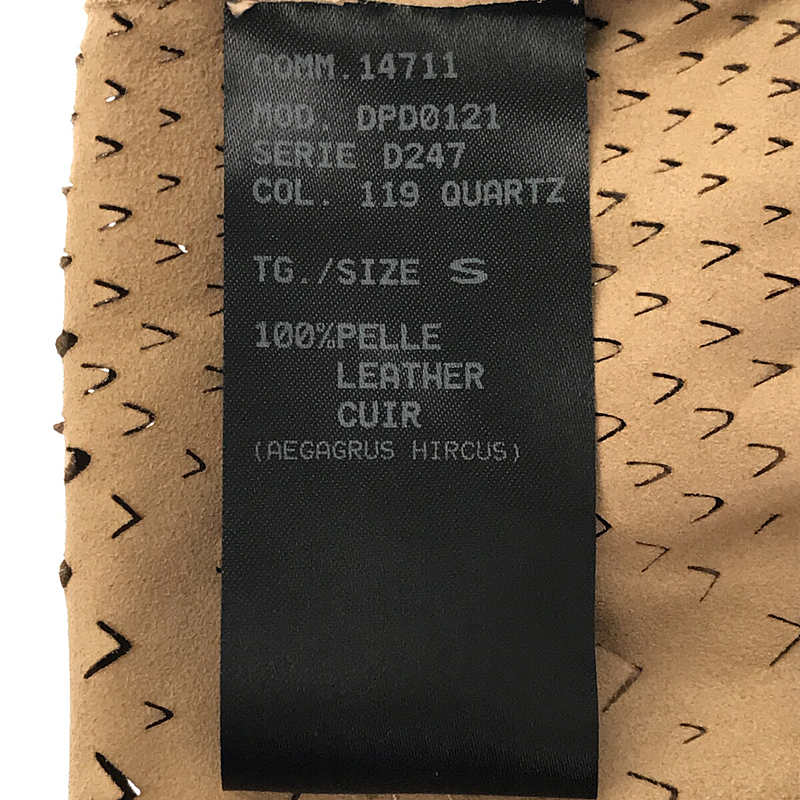 COMM.14711
MOD. DPD0121
SERIE D247
COL. 119 QUARTZ
TG./SIZE S
100%PELLE
LEATHER
CUIR
(AEGAGRUS HIRCUS)